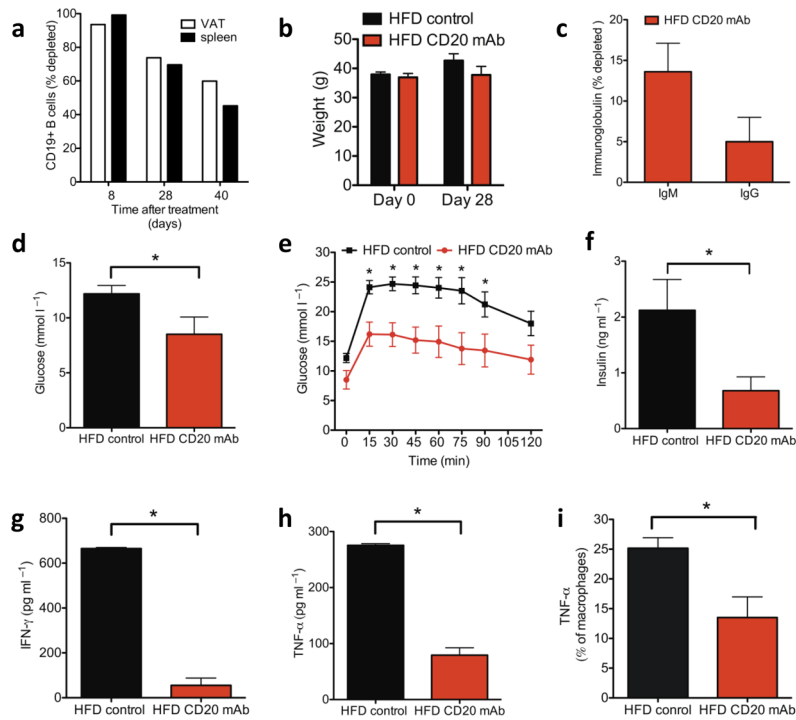 a
VAT
spleen
CD19+ B cells (% depleted)
100
80
60
40
20
0
8 28 40
Time after treatment
(days)
b
HFD control
HFD CD20 mAb
Weight (g)
50
40
30
20
10
0
Day 0 Day 28
c
HFD CD20 mAb
Immunoglobulin (% depleted)
20
15
10
5
0
IgM IgG
d
*
Glucose (mmol l⁻¹)
15
10
5
0
HFD control HFD CD20 mAb
e
HFD control HFD CD20 mAb
* * * * * *
Glucose (mmol l⁻¹)
30
25
20
15
10
5
0
0 15 30 45 60 75 90 105 120
Time (min)
f
*
Insulin (ng ml⁻¹)
3
2
1
0
HFD control HFD CD20 mAb
g
*
IFN-γ (pg ml⁻¹)
800
600
400
200
0
HFD control HFD CD20 mAb
h
*
TNF-α (pg ml⁻¹)
300
200
100
0
HFD control HFD CD20 mAb
i
*
TNF-α
(% of macrophages)
30
25
20
15
10
5
0
HFD control HFD CD20 mAb